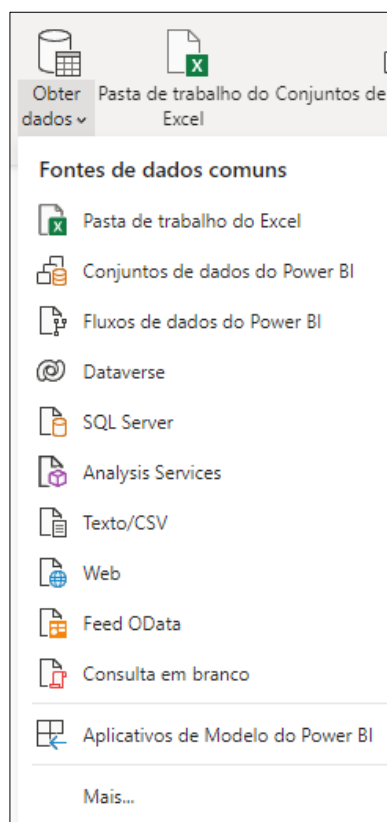 Obter
dados
Pasta de trabalho do
Excel
Conjuntos de
Fontes de dados comuns
Pasta de trabalho do Excel
Conjuntos de dados do Power BI
Fluxos de dados do Power BI
Dataverse
SQL Server
Analysis Services
Texto/CSV
Web
Feed OData
Consulta em branco
Aplicativos de Modelo do Power BI
Mais...